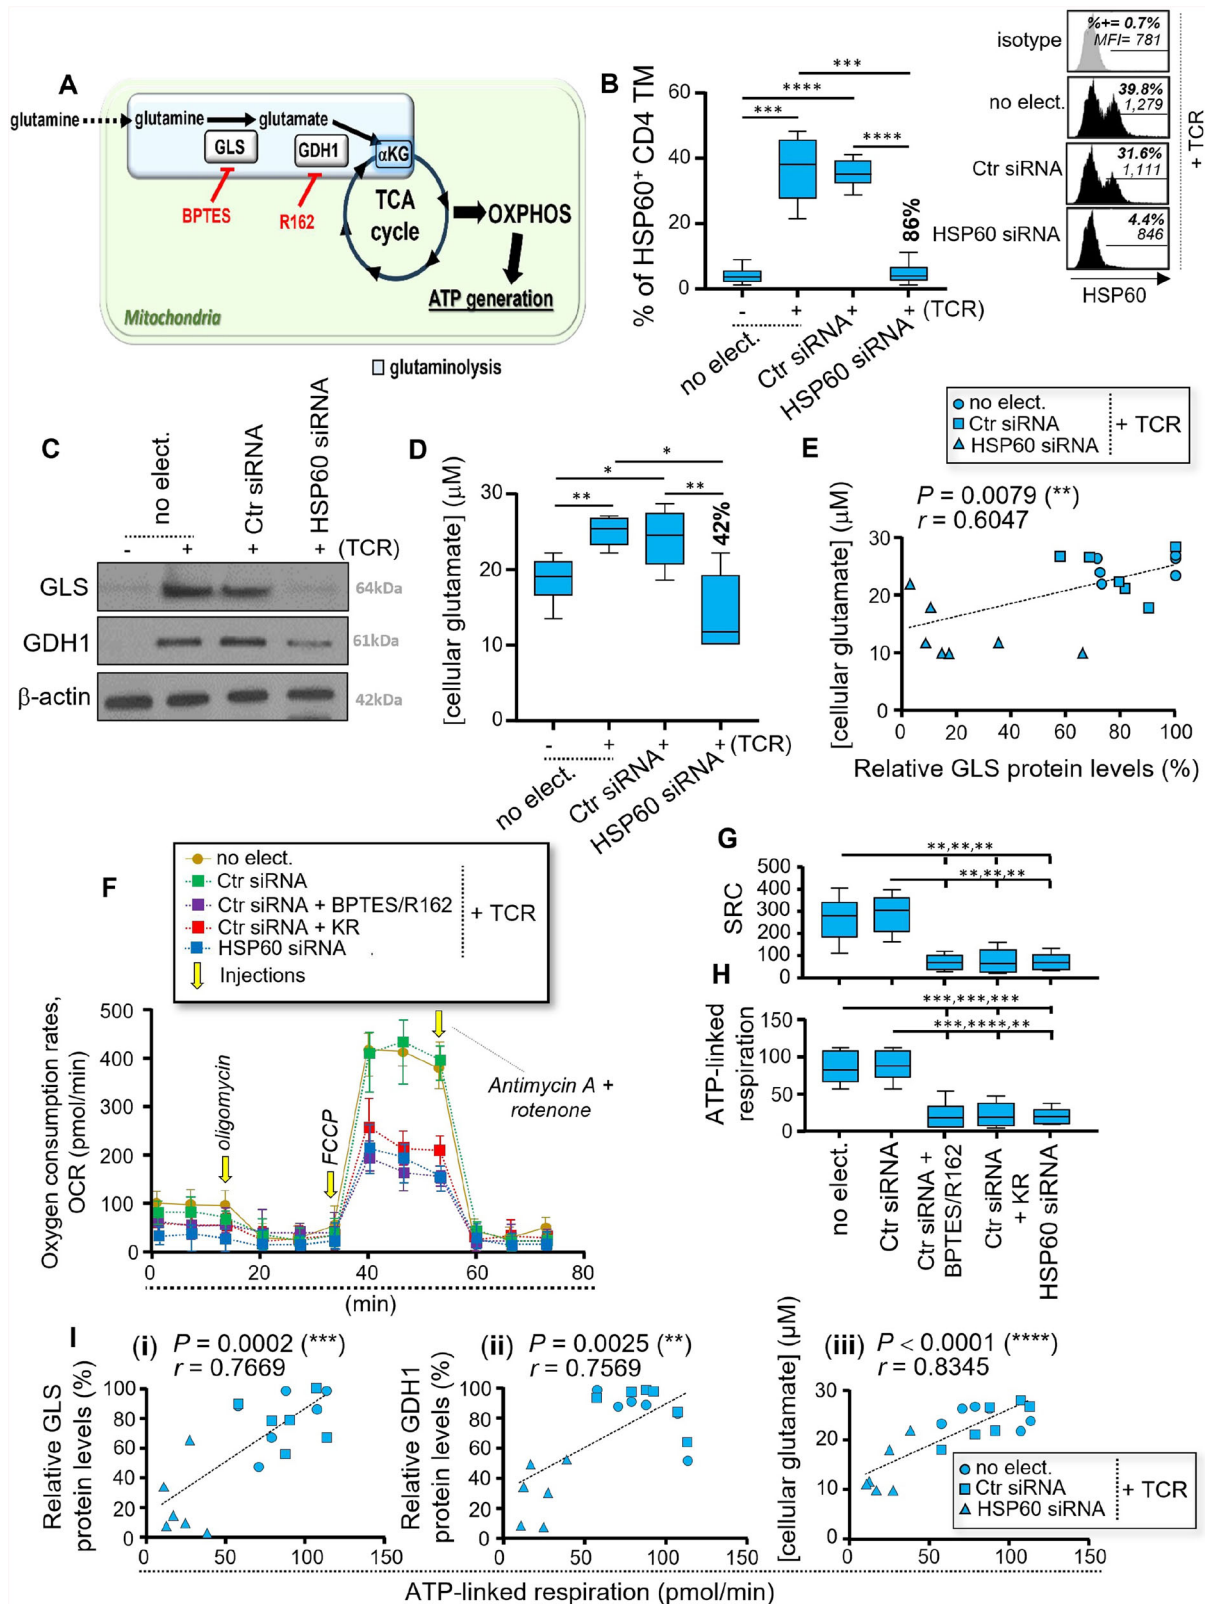 A
glutamine
glutamine
glutamate
GLS
GDH1
αKG
BPTES
R162
TCA
cycle
OXPHOS
ATP generation
Mitochondria
glutaminolysis
B
% of HSP60+ CD4 TM
60
40
20
0
***
****
***
****
86%
- + + + (TCR)
no elect.
Ctr siRNA
HSP60 siRNA
isotype
%+= 0.7%
MFI= 781
no elect.
39.8%
1,279
Ctr siRNA
31.6%
1,111
HSP60 siRNA
4.4%
846
+ TCR
HSP60
C
no elect.
Ctr siRNA
HSP60 siRNA
- + + + (TCR)
GLS
64kDa
GDH1
61kDa
β-actin
42kDa
D
[cellular glutamate] (µM)
30
20
10
0
*
*
**
**
42%
- + + + (TCR)
no elect.
Ctr siRNA
HSP60 siRNA
no elect.
Ctr siRNA
HSP60 siRNA
+ TCR
E
P = 0.0079 (**)
r = 0.6047
[cellular glutamate] (µM)
30
20
10
0
0 20 40 60 80 100
Relative GLS protein levels (%)
F
no elect.
Ctr siRNA
Ctr siRNA + BPTES/R162
Ctr siRNA + KR
HSP60 siRNA
Injections
+ TCR
Oxygen consumption rates,
OCR (pmol/min)
500
400
300
200
100
0
oligomycin
FCCP
Antimycin A +
rotenone
0 20 40 60 80
(min)
G
SRC
500
400
300
200
100
0
**,**,**
**,**,**
H
ATP-linked
respiration
150
100
50
0
***,***,***
***,****,**
no elect.
Ctr siRNA
Ctr siRNA +
BPTES/R162
Ctr siRNA
+ KR
HSP60 siRNA
I
(i)
P = 0.0002 (***)
r = 0.7669
Relative GLS
protein levels (%)
100
80
60
40
20
0
0 50 100 150
(ii)
P = 0.0025 (**)
r = 0.7569
Relative GDH1
protein levels (%)
100
80
60
40
20
0
0 50 100 150
(iii)
P < 0.0001 (****)
r = 0.8345
[cellular glutamate] (µM)
30
20
10
0
0 50 100 150
no elect.
Ctr siRNA
HSP60 siRNA
+ TCR
ATP-linked respiration (pmol/min)